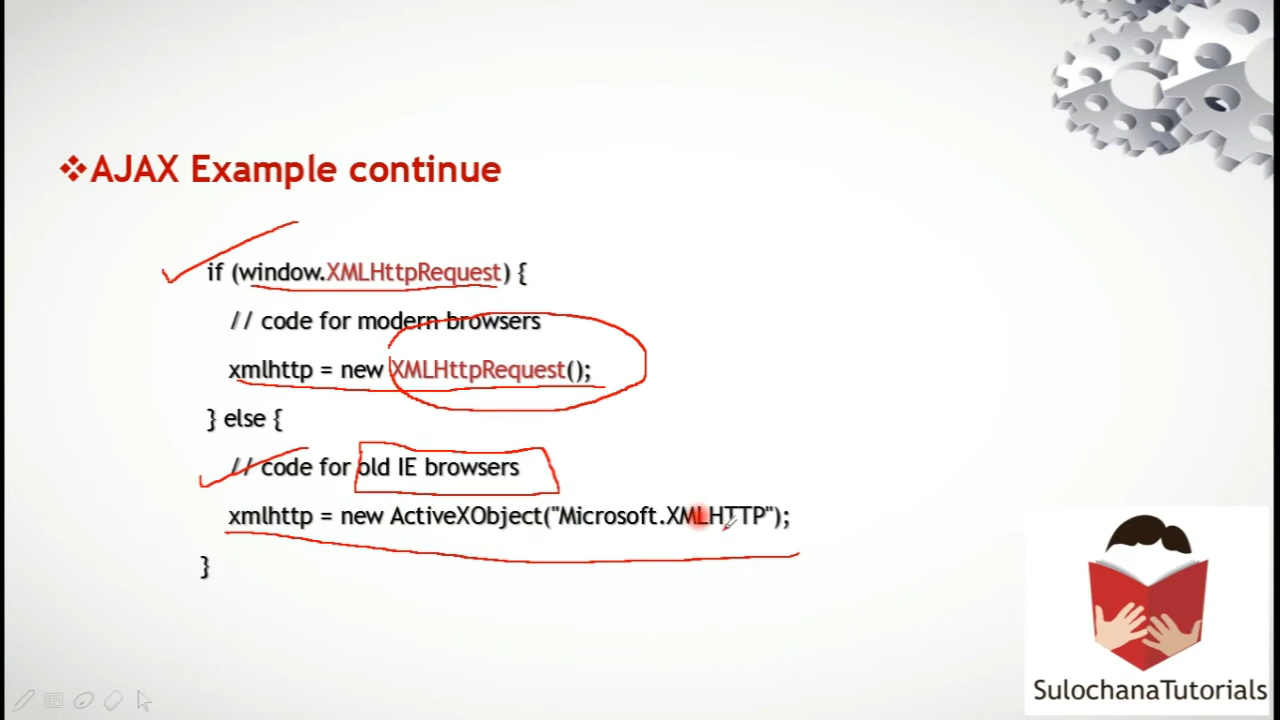 ❖AJAX Example continue
if (window.XMLHttpRequest) {
// code for modern browsers
xmlhttp = new XMLHttpRequest();
} else {
// code for old IE browsers
xmlhttp = new ActiveXObject("Microsoft.XMLHTTP");
}
SulochanaTutorials